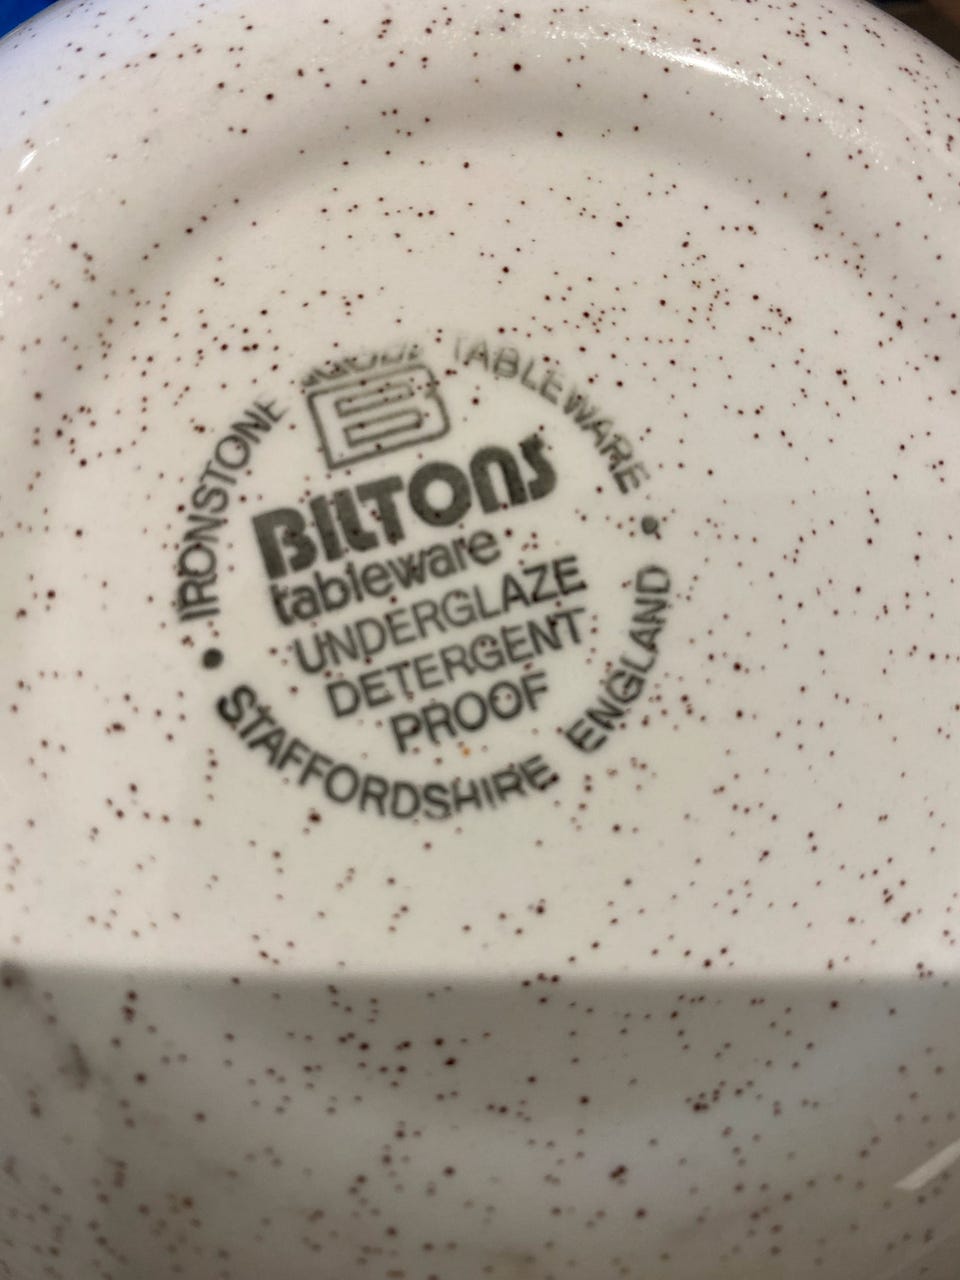 IRONSTONE TABLEWARE
B
BILTONS
tableware
UNDERGLAZE
DETERGENT
PROOF
STAFFORDSHIRE ENGLAND